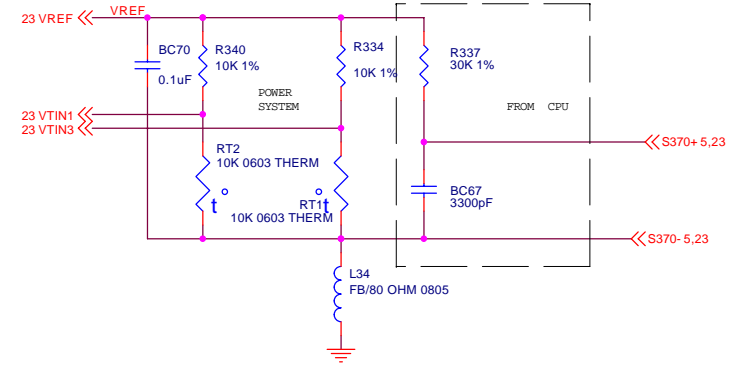 23 VREF
VREF
BC70
0.1uF
R340
10K 1%
R334
10K 1%
R337
30K 1%
POWER
SYSTEM
FROM CPU
23 VTIN1
23 VTIN3
S370+ 5,23
RT2
10K 0603 THERM
t
RT1
t
10K 0603 THERM
BC67
3300pF
S370- 5,23
L34
FB/80 OHM 0805